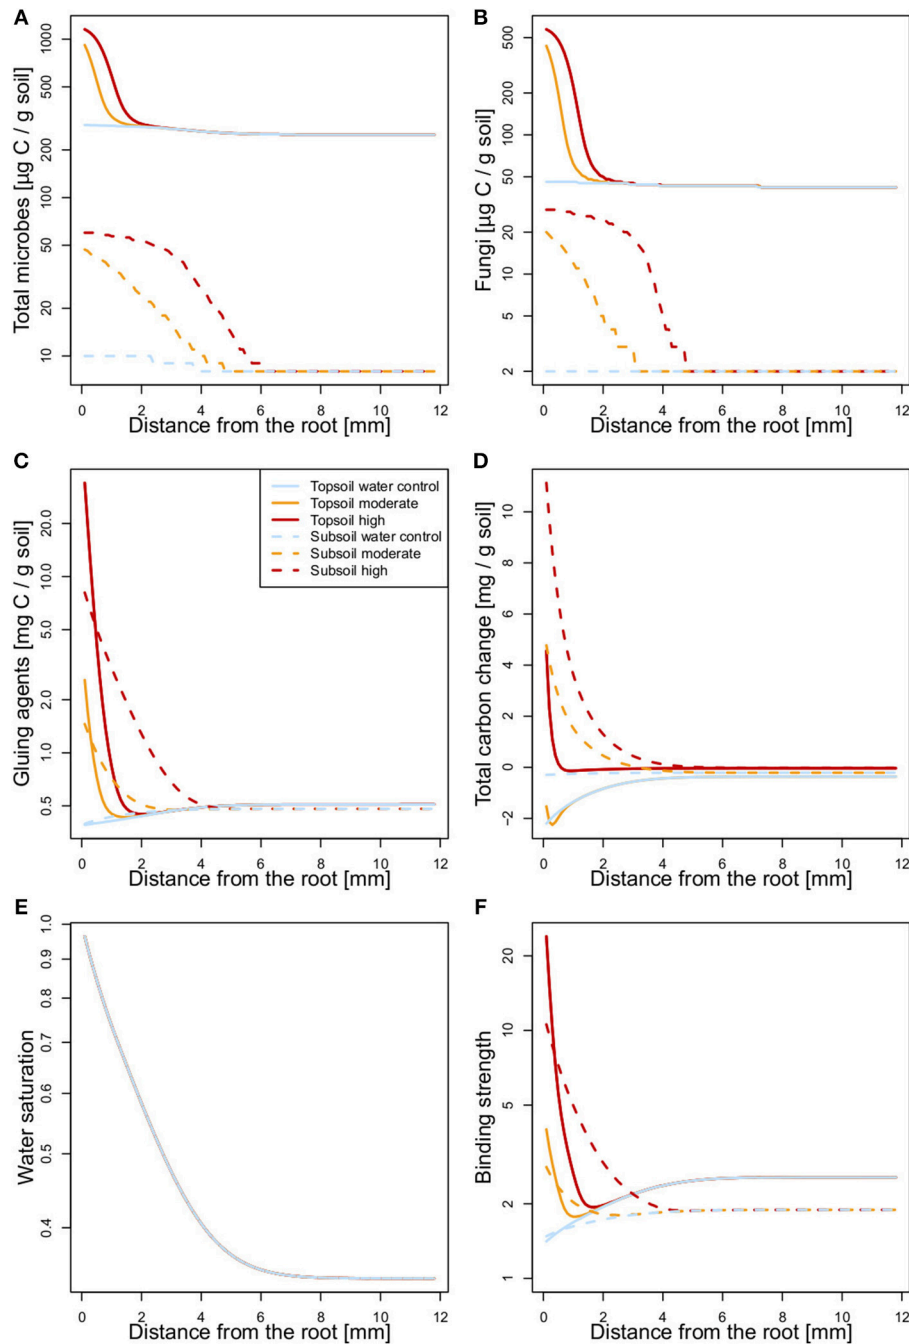 A
Total microbes [µg C / g soil]
1000
500
200
100
50
20
10
0 2 4 6 8 10 12
Distance from the root [mm]
B
Fungi [µg C / g soil]
500
200
100
50
20
10
5
2
0 2 4 6 8 10 12
Distance from the root [mm]
C
Gluing agents [mg C / g soil]
20.0
10.0
5.0
2.0
1.0
0.5
Topsoil water control
Topsoil moderate
Topsoil high
Subsoil water control
Subsoil moderate
Subsoil high
0 2 4 6 8 10 12
Distance from the root [mm]
D
Total carbon change [mg / g soil]
10
8
6
4
2
0
−2
0 2 4 6 8 10 12
Distance from the root [mm]
E
Water saturation
1.0
0.9
0.8
0.7
0.6
0.5
0.4
0 2 4 6 8 10 12
Distance from the root [mm]
F
Binding strength
20
10
5
2
1
0 2 4 6 8 10 12
Distance from the root [mm]